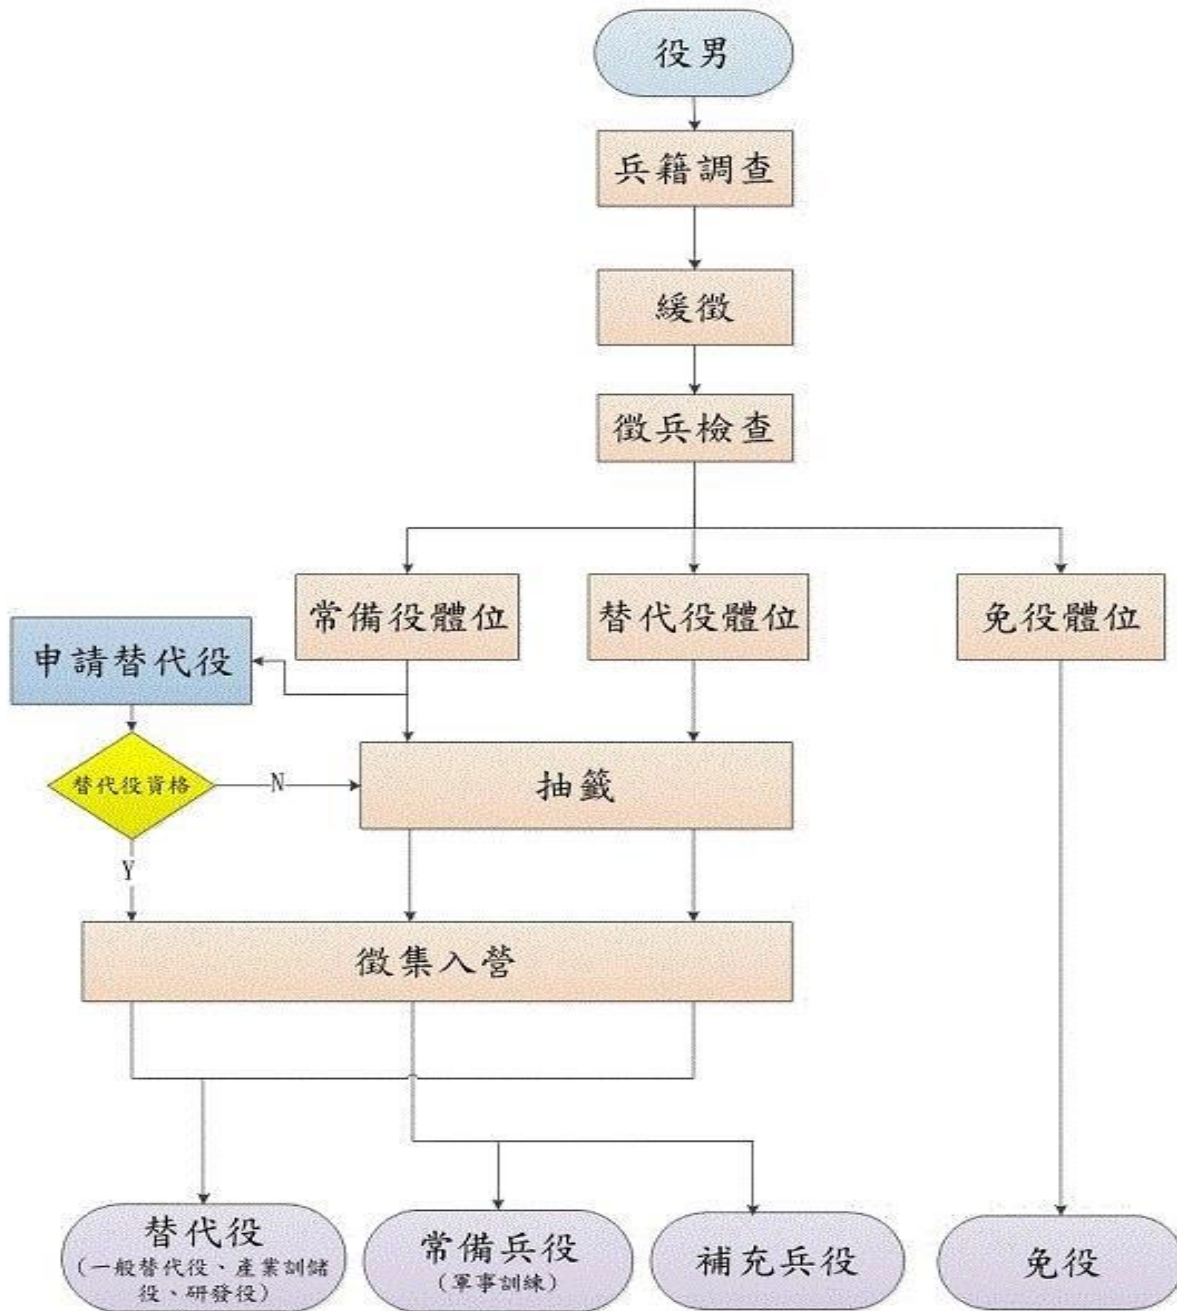 役男
兵籍調查
緩徵
徵兵檢查
常備役體位
替代役體位
免役體位
申請替代役
替代役資格
N
抽籤
Y
徵集入營
替代役
(一般替代役、產業訓儲
役、研發役)
常備兵役
(軍事訓練)
補充兵役
免役